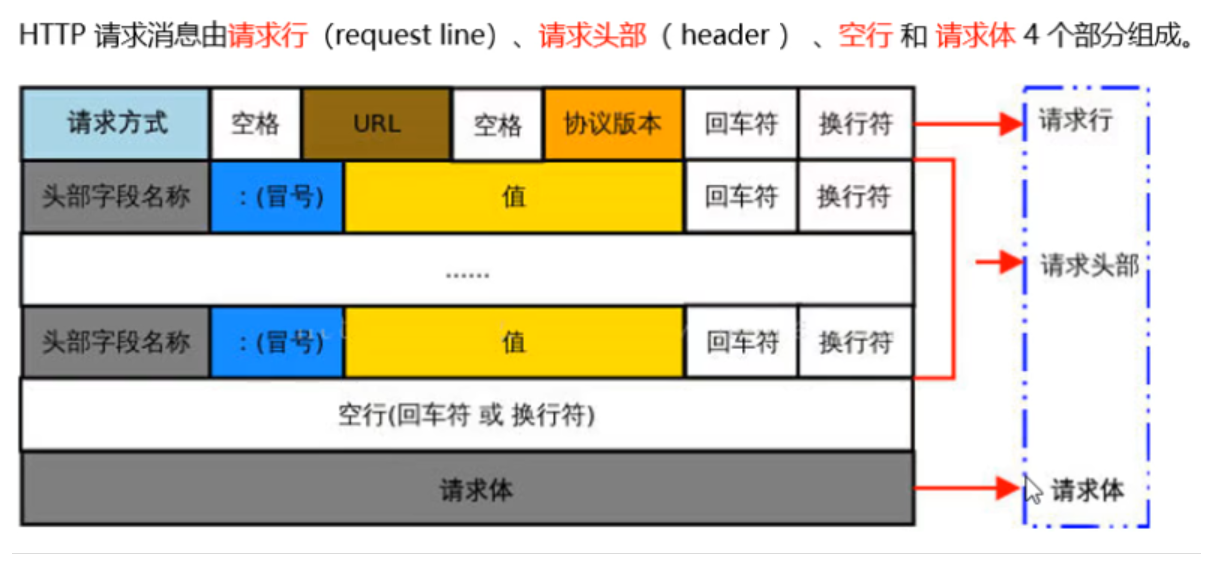 HTTP 请求消息由请求行（request line）、请求头部（ header ） 、空行 和 请求体 4 个部分组成。
请求方式 空格 URL 空格 协议版本 回车符 换行符 请求行
头部字段名称 ：(冒号) 值 回车符 换行符
...... 请求头部
头部字段名称 ：(冒号) 值 回车符 换行符
空行(回车符 或 换行符)
请求体 请求体